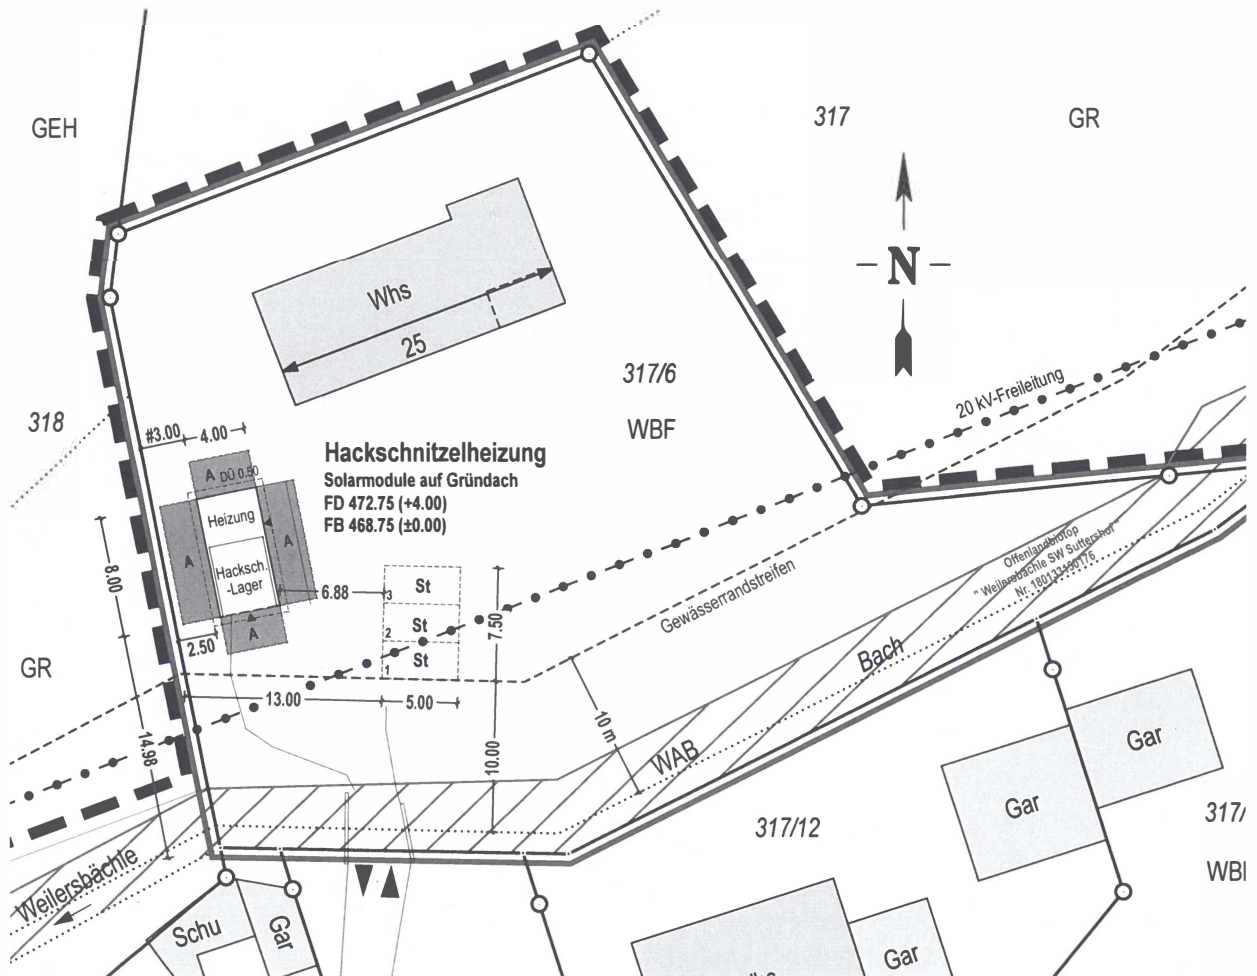 GEH
317
GR
N
Whs
25
317/6
WBF
20 kV-Freileitung
318
#3.00
4.00
Hackschnitzelheizung
Solarmodule auf Gründach
FD 472.75 (+4.00)
FB 468.75 (±0.00)
A
DÜ 0.50
Heizung
A
A
Hacksch.
-Lager
A
8.00
6.88
3
St
2
St
1
St
7.50
2.50
GR
13.00
5.00
14.98
10.00
10 m
Gewässerrandstreifen
Offenlandbiotop
" Weilersbächle SW Suttershof "
Nr. 180133190176
Bach
WAB
317/12
Gar
Gar
317/
Weilersbächle
Schu
Gar
Gar